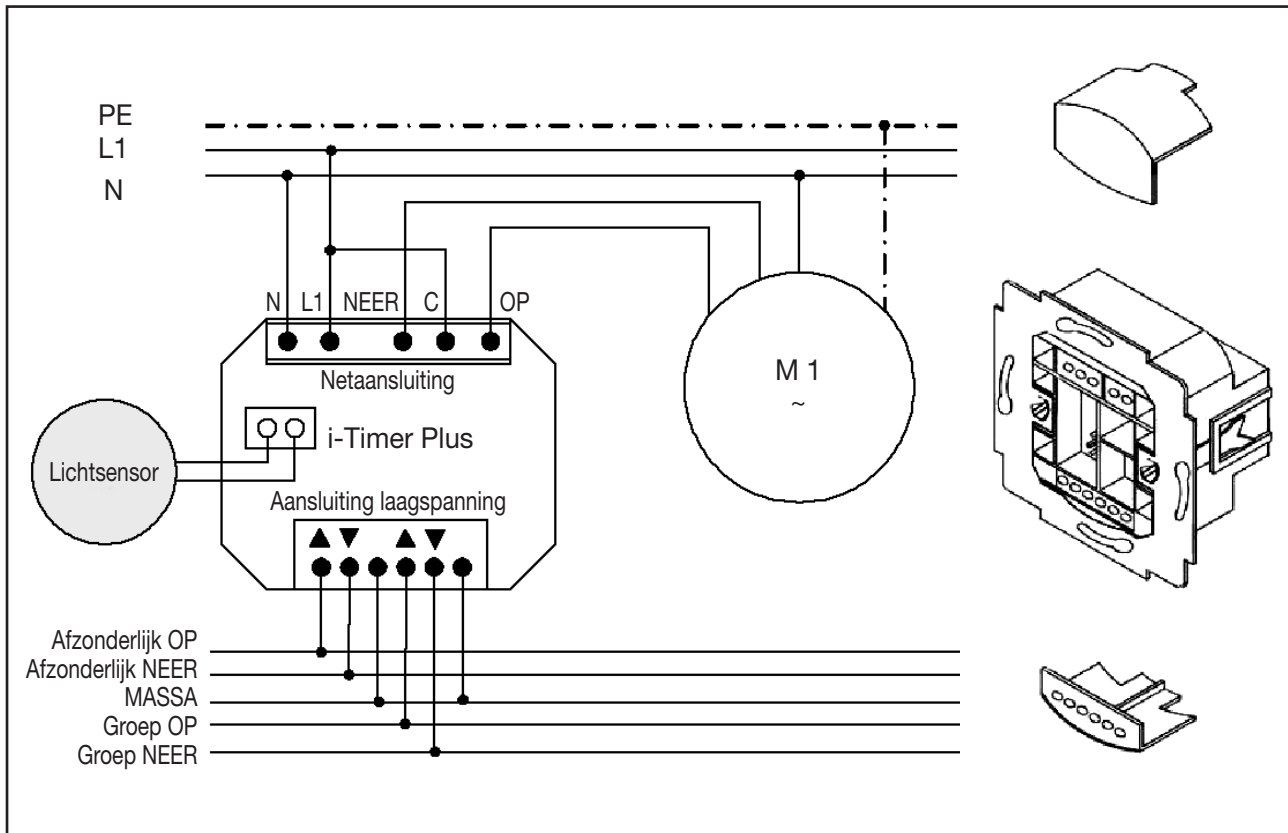 PE
L1
N
N L1 NEER C OP
Netaansluiting
M 1
~
i-Timer Plus
Lichtsensor
Aansluiting laagspanning
Afzonderlijk OP
Afzonderlijk NEER
MASSA
Groep OP
Groep NEER